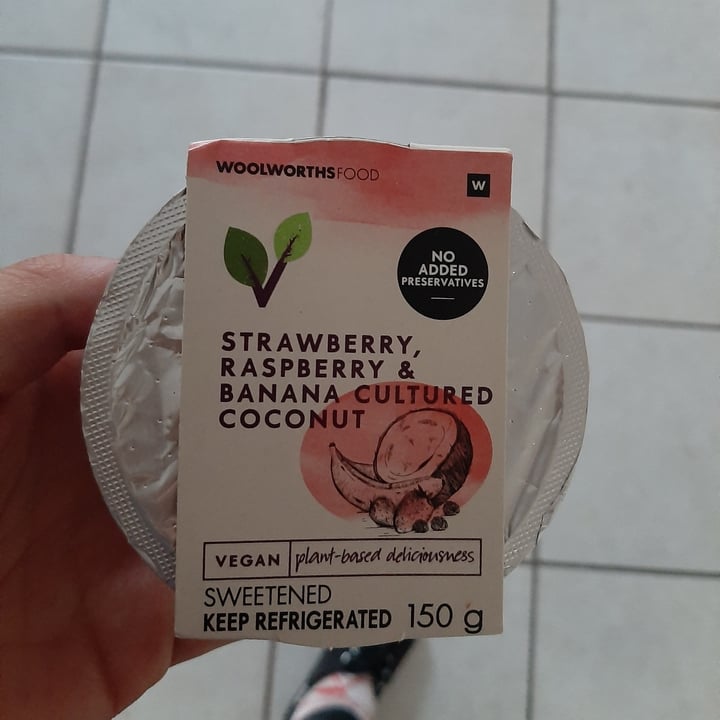 WOOLWORTHSFOOD
W
NO
ADDED
PRESERVATIVES
STRAWBERRY,
RASPBERRY &
BANANA CULTURED
COCONUT
VEGAN plant-based deliciousness
SWEETENED
KEEP REFRIGERATED 150 g